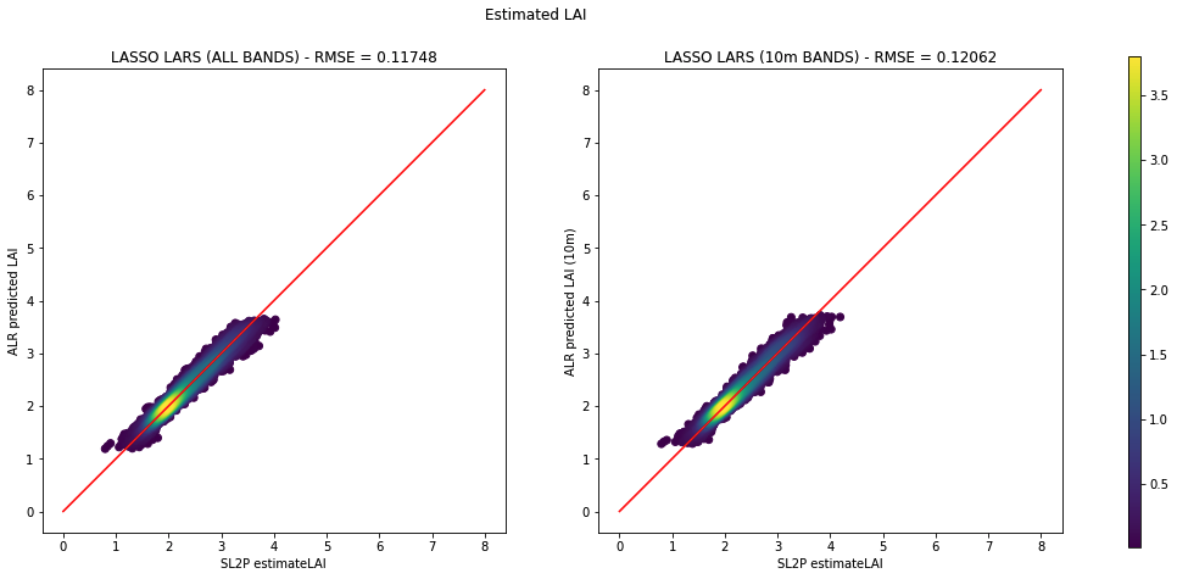 Estimated LAI
LASSO LARS (ALL BANDS) - RMSE = 0.11748
8
7
6
5
4
3
2
1
0
ALR predicted LAI
0 1 2 3 4 5 6 7 8
SL2P estimateLAI
LASSO LARS (10m BANDS) - RMSE = 0.12062
8
7
6
5
4
3
2
1
0
ALR predicted LAI (10m)
0 1 2 3 4 5 6 7 8
SL2P estimateLAI
3.5
3.0
2.5
2.0
1.5
1.0
0.5